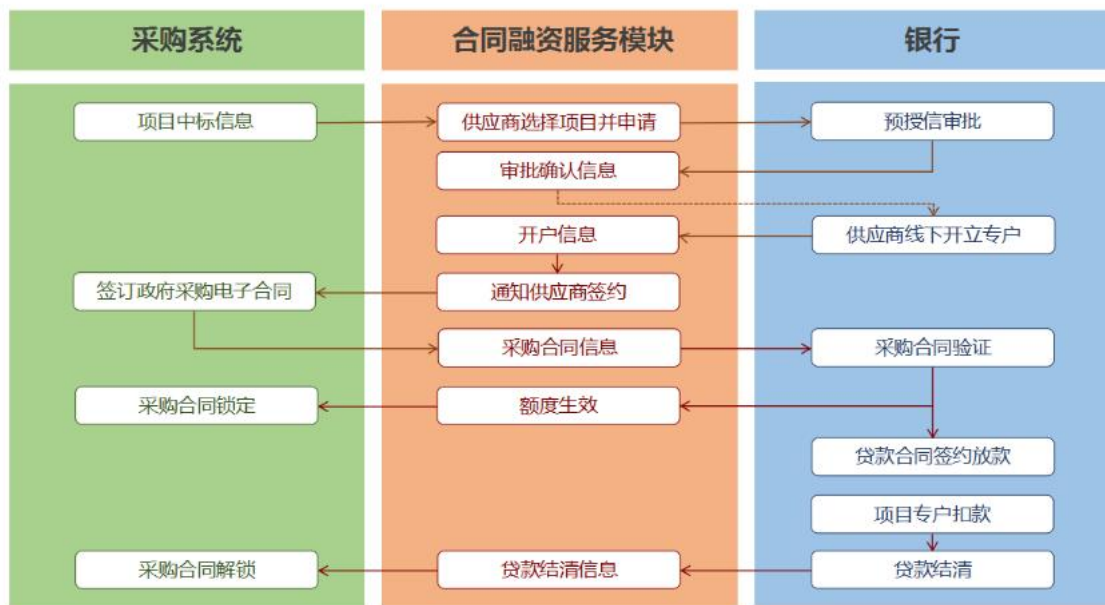 采购系统
合同融资服务模块
银行
项目中标信息
供应商选择项目并申请
预授信审批
审批确认信息
供应商线下开立专户
开户信息
通知供应商签约
签订政府采购电子合同
采购合同信息
采购合同验证
额度生效
采购合同锁定
贷款合同签约放款
项目专户扣款
贷款结清
贷款结清信息
采购合同解锁